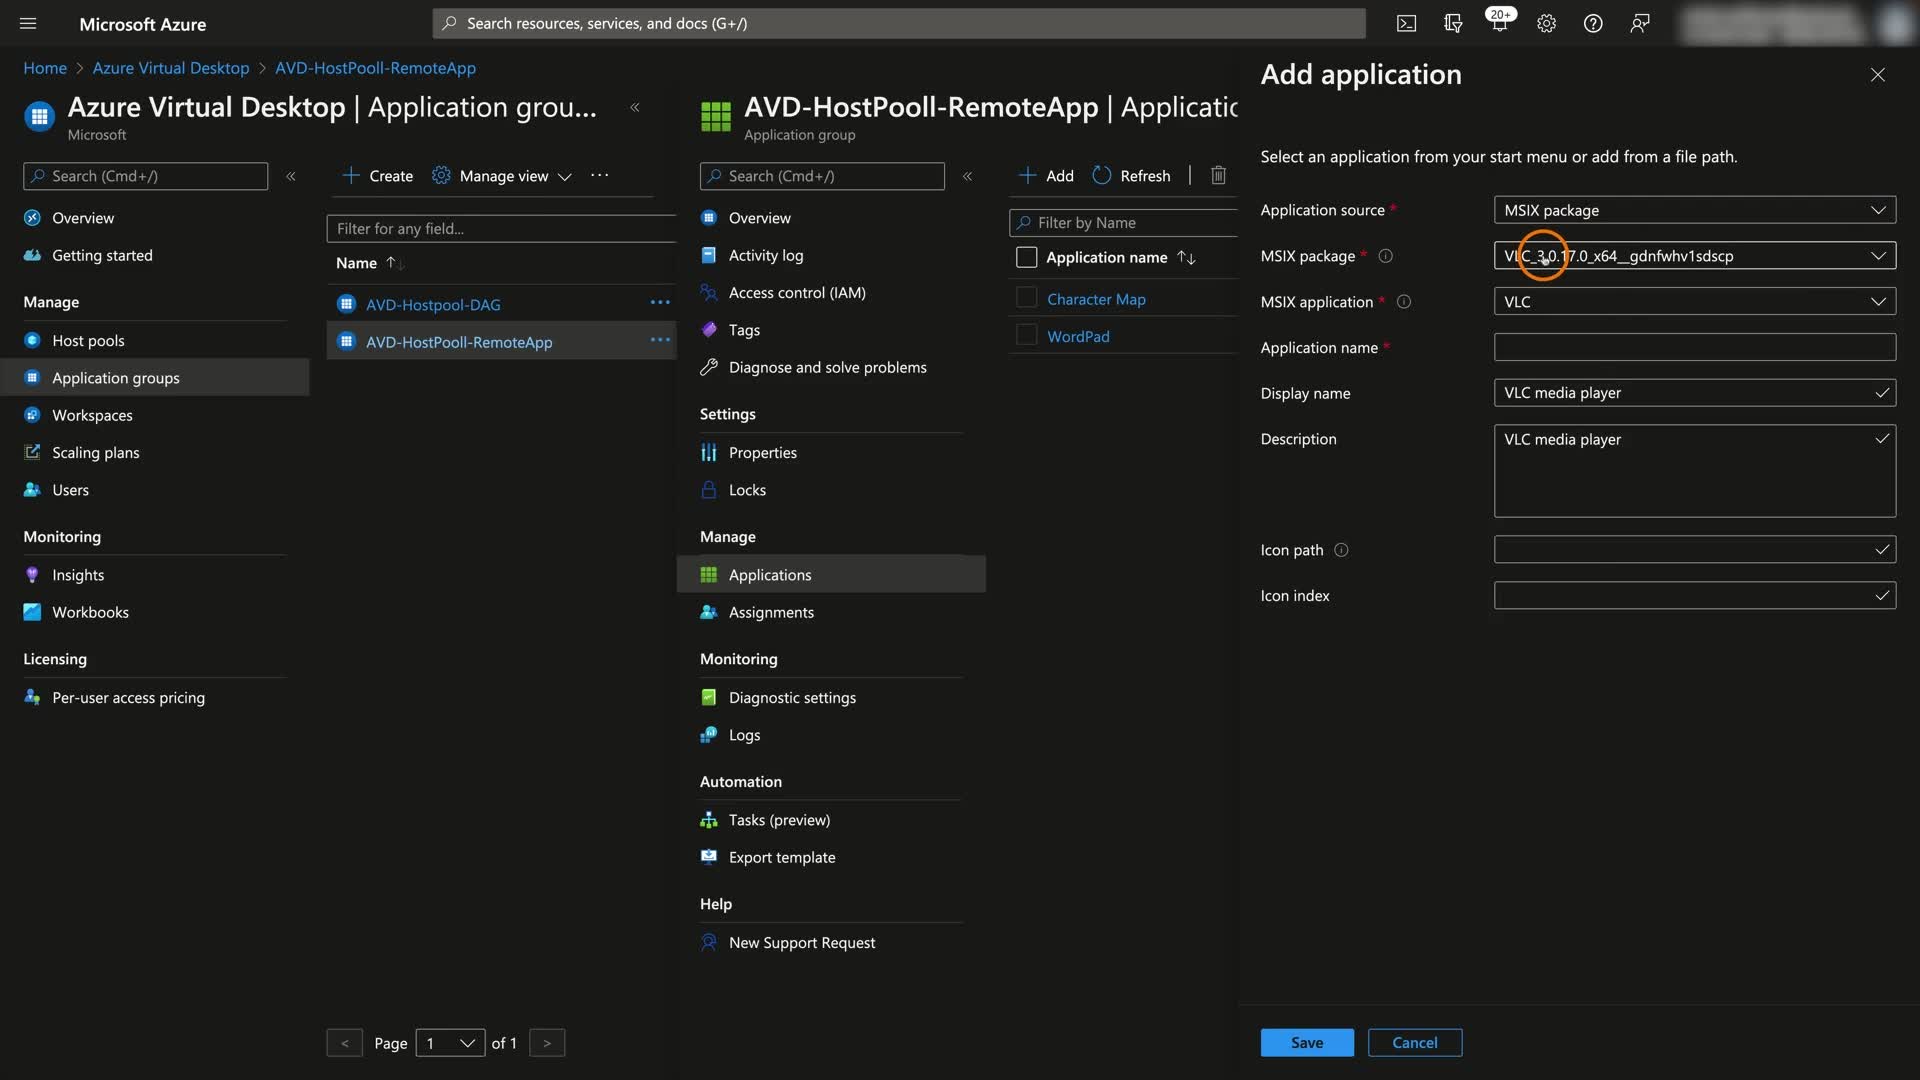 Microsoft Azure
Search resources, services, and docs (G+/)
20+
Home > Azure Virtual Desktop > AVD-HostPooll-RemoteApp
Azure Virtual Desktop | Application grou...
Microsoft
Search (Cmd+/)
Overview
Getting started
Manage
Host pools
Application groups
Workspaces
Scaling plans
Users
Monitoring
Insights
Workbooks
Licensing
Per-user access pricing
Create
Manage view
Filter for any field...
Name
AVD-Hostpool-DAG
AVD-HostPooll-RemoteApp
< Page 1 of 1 >
AVD-HostPooll-RemoteApp | Applicatic
Application group
Search (Cmd+/)
Overview
Activity log
Access control (IAM)
Tags
Diagnose and solve problems
Settings
Properties
Locks
Manage
Applications
Assignments
Monitoring
Diagnostic settings
Logs
Automation
Tasks (preview)
Export template
Help
New Support Request
Add
Refresh
Filter by Name
Application name
Character Map
WordPad
Add application
Select an application from your start menu or add from a file path.
Application source * MSIX package
MSIX package * VLC_3.0.17.0_x64__gdnfwhv1sdscp
MSIX application * VLC
Application name *
Display name VLC media player
Description VLC media player
Icon path
Icon index
Save Cancel